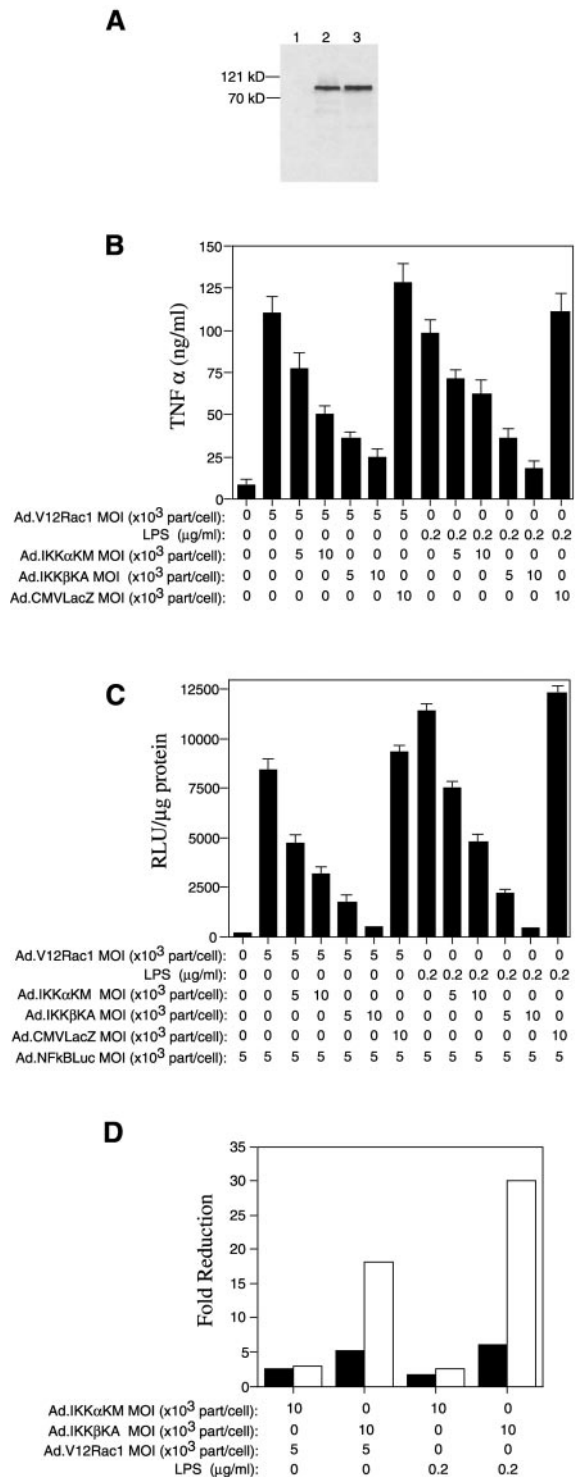 A
1 2 3
121 kD
70 kD
B
150
125
100
75
50
25
0
TNF α (ng/ml)
Ad.V12Rac1 MOI (x10³ part/cell): 0 5 5 5 5 5 5 0 0 0 0 0 0
LPS (μg/ml) 0 0 0 0 0 0 0 0.2 0.2 0.2 0.2 0.2 0.2
Ad.IKKαKM MOI (x10³ part/cell): 0 0 5 10 0 0 0 0 5 10 0 0 0
Ad.IKKβKA MOI (x10³ part/cell): 0 0 0 0 5 10 0 0 0 0 5 10 0
Ad.CMVLacZ MOI (x10³ part/cell): 0 0 0 0 0 0 10 0 0 0 0 0 10
C
12500
10000
7500
5000
2500
0
RLU/μg protein
Ad.V12Rac1 MOI (x10³ part/cell): 0 5 5 5 5 5 5 0 0 0 0 0 0
LPS (μg/ml) 0 0 0 0 0 0 0 0.2 0.2 0.2 0.2 0.2 0.2
Ad.IKKαKM MOI (x10³ part/cell): 0 0 5 10 0 0 0 0 5 10 0 0 0
Ad.IKKβKA MOI (x10³ part/cell): 0 0 0 0 5 10 0 0 0 0 5 10 0
Ad.CMVLacZ MOI (x10³ part/cell): 0 0 0 0 0 0 10 0 0 0 0 0 10
Ad.NFkBLuc MOI (x10³ part/cell): 5 5 5 5 5 5 5 5 5 5 5 5 5
D
35
30
25
20
15
10
5
0
Fold Reduction
Ad.IKKαKM MOI (x10³ part/cell): 10 0 10 0
Ad.IKKβKA MOI (x10³ part/cell): 0 10 0 10
Ad.V12Rac1 MOI (x10³ part/cell): 5 5 0 0
LPS (μg/ml): 0 0 0.2 0.2